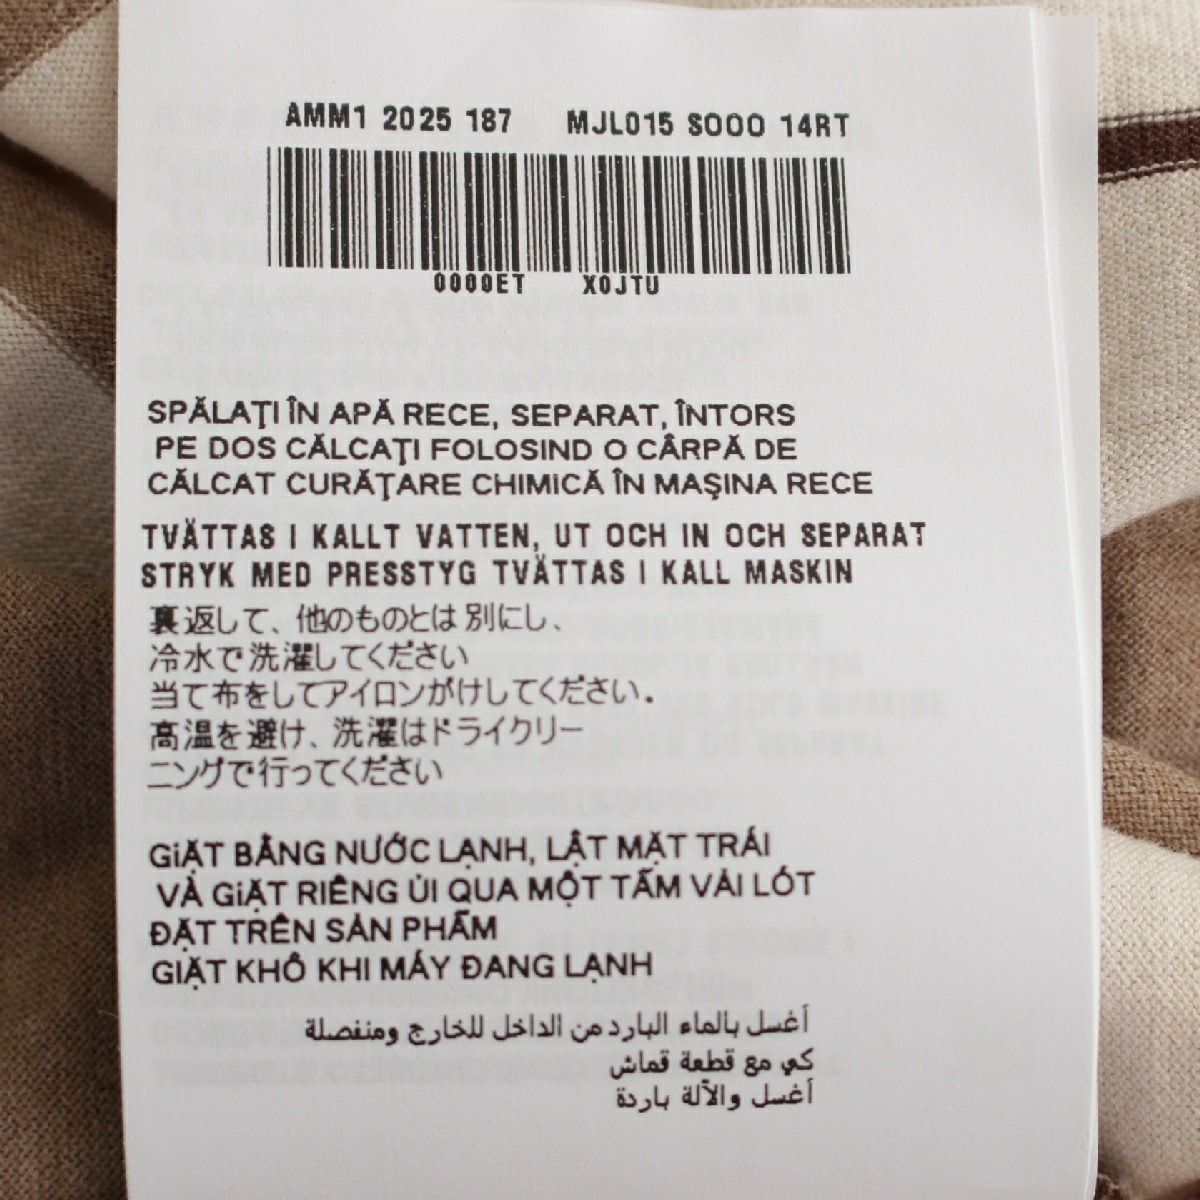 AMM1 2025 187 MJL015 S000 14RT
0000ET X0JTU
SPĂLAȚI ÎN APĂ RECE, SEPARAT, ÎNTORS
PE DOS CĂLCAȚI FOLOSIND O CÂRPĂ DE
CĂLCAT CURĂȚARE CHIMICĂ ÎN MAŞINA RECE
TVÄTTAS I KALLT VATTEN, UT OCH IN OCH SEPARAT
STRYK MED PRESSTYG TVÄTTAS I KALL MASKIN
裏返して、他のものとは別にし、
冷水で洗濯してください
当て布をしてアイロンがけしてください。
高温を避け、洗濯はドライクリー
ニングで行ってください
GIẶT BẰNG NƯỚC LẠNH, LẬT MẶT TRÁI
VÀ GIẶT RIÊNG ỦI QUA MỘT TẤM VẢI LÓT
ĐẶT TRÊN SẢN PHẨM
GIẶT KHÔ KHI MÁY ĐANG LẠNH
أغسل بالماء البارد من الداخل للخارج ومنفصلة
كي مع قطعة قماش
أغسل والآلة باردة